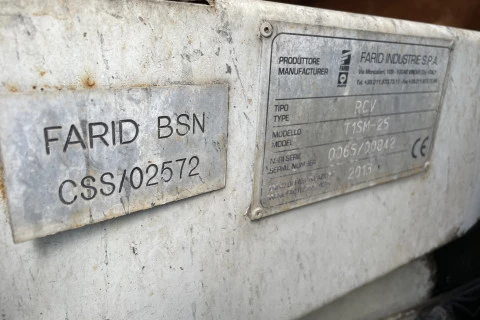 FARID BSN
CSS/02572
PRODUTTORE
MANUFACTURER
FARID
FARID INDUSTRIE S.P.A.
TIPO
TYPE
RCV
MODELLO
MODEL
T1SM-25
N. DI SERIE
SERIAL NUMBER
0065/00842
2013
CE